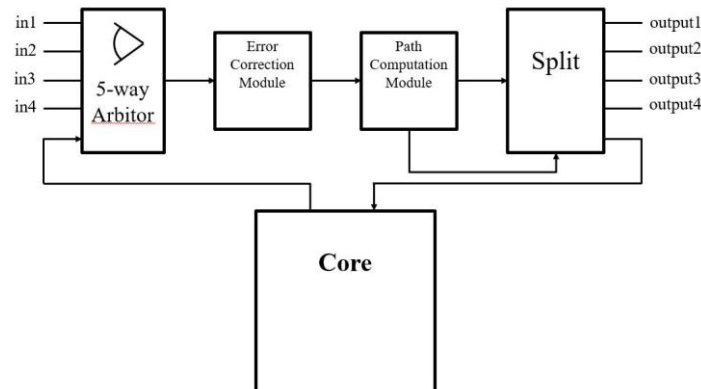 in1
in2
in3
in4
5-way
Arbitor
Error
Correction
Module
Path
Computation
Module
Split
output1
output2
output3
output4
Core